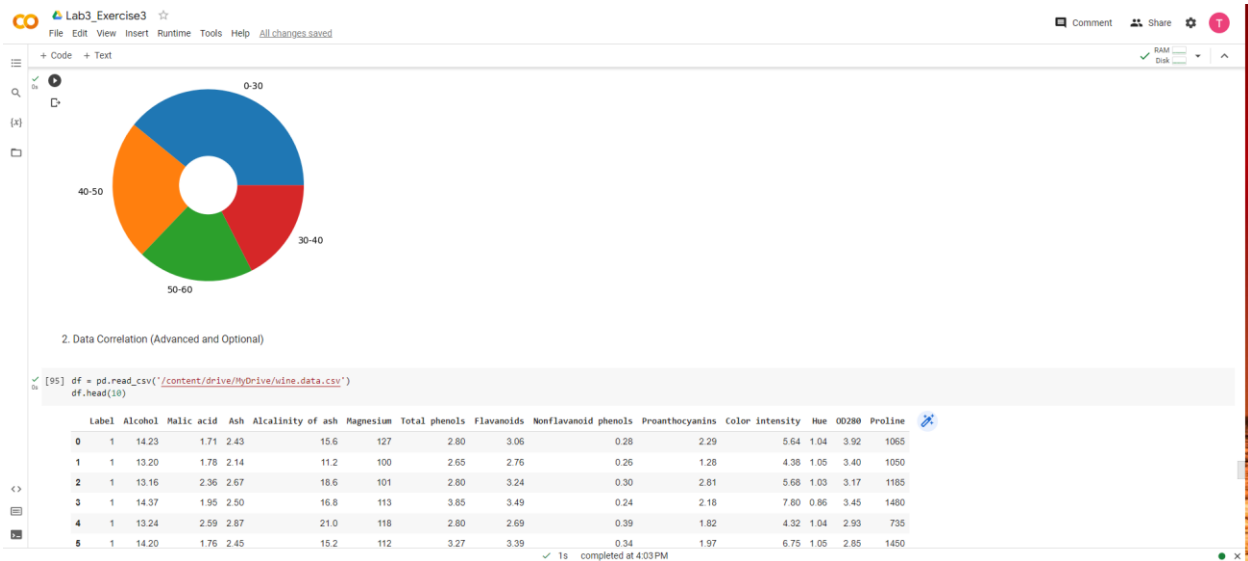 CO Lab3_Exercise3
File Edit View Insert Runtime Tools Help All changes saved
Comment Share T
+ Code + Text
RAM
Disk
0s
{x}
0-30
40-50
30-40
50-60
2. Data Correlation (Advanced and Optional)
0s
[95] df = pd.read_csv('/content/drive/MyDrive/wine.data.csv')
df.head(10)
Label Alcohol Malic acid Ash Alcalinity of ash Magnesium Total phenols Flavanoids Nonflavanoid phenols Proanthocyanins Color intensity Hue OD280 Proline
0 1 14.23 1.71 2.43 15.6 127 2.80 3.06 0.28 2.29 5.64 1.04 3.92 1065
1 1 13.20 1.78 2.14 11.2 100 2.65 2.76 0.26 1.28 4.38 1.05 3.40 1050
2 1 13.16 2.36 2.67 18.6 101 2.80 3.24 0.30 2.81 5.68 1.03 3.17 1185
3 1 14.37 1.95 2.50 16.8 113 3.85 3.49 0.24 2.18 7.80 0.86 3.45 1480
4 1 13.24 2.59 2.87 21.0 118 2.80 2.69 0.39 1.82 4.32 1.04 2.93 735
5 1 14.20 1.76 2.45 15.2 112 3.27 3.39 0.34 1.97 6.75 1.05 2.85 1450
1s completed at 4:03 PM